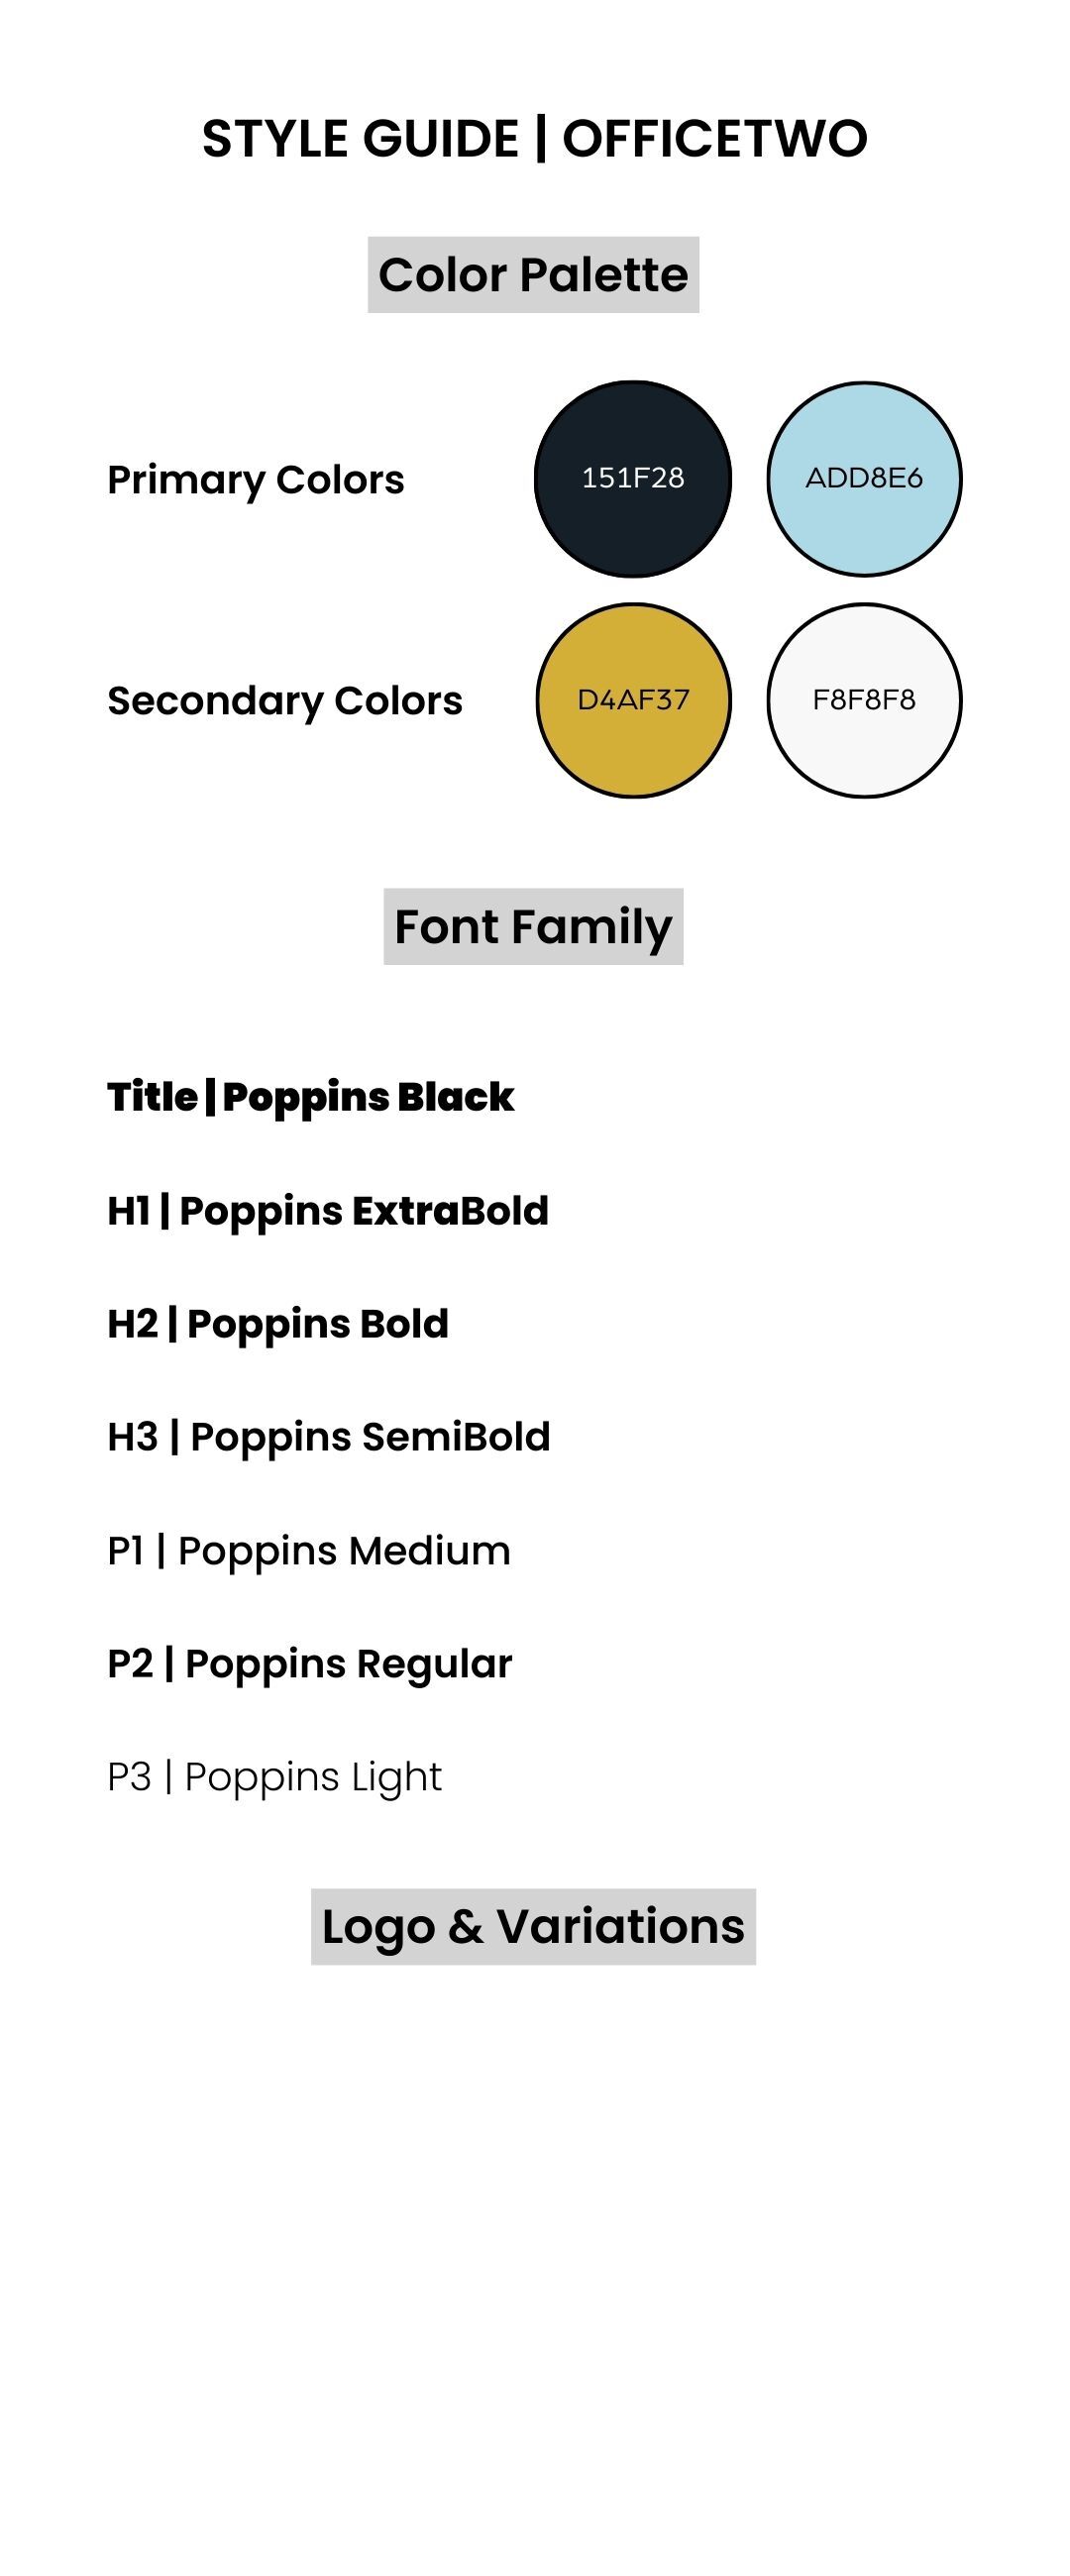 STYLE GUIDE | OFFICETWO
Color Palette
Primary Colors
151F28
ADD8E6
Secondary Colors
D4AF37
F8F8F8
Font Family
Title | Poppins Black
H1 | Poppins ExtraBold
H2 | Poppins Bold
H3 | Poppins SemiBold
P1 | Poppins Medium
P2 | Poppins Regular
P3 | Poppins Light
Logo & Variations